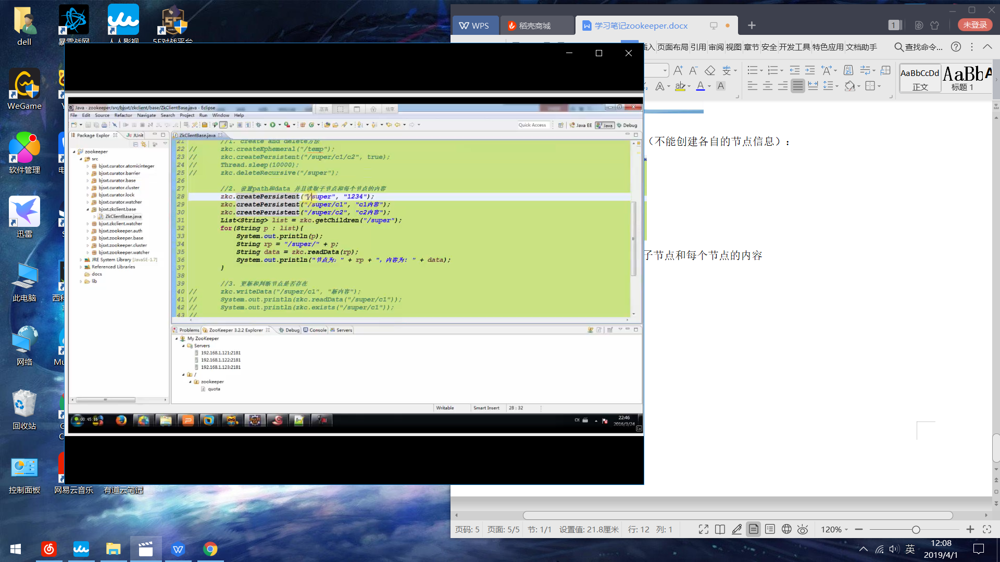 dell
暴雪战网
人人影视
5E对战平台
WeGame
软件管理
迅雷
此电脑
网络
回收站
控制面板
网易云音乐
有道云笔记
WPS
稻壳商城
学习笔记zookeeper.docx
1
未登录
插入 页面布局 引用 审阅 视图 章节 安全 开发工具 特色应用 文档助手
查找命令...
AaBbCcDd
正文
AaBb
标题 1
(不能创建各自的节点信息)：
子节点和每个节点的内容
Java - zookeeper/src/bjsxt/zkclient/base/ZkClientBase.java - Eclipse
高清
结束
File Edit Source Refactor Navigate Search Project Run Window Help
Quick Access
Java EE
Java
Debug
Package Explor
JUnit
zookeeper
src
bjsxt.curator.atomicinteger
bjsxt.curator.barrier
bjsxt.curator.base
bjsxt.curator.cluster
bjsxt.curator.lock
bjsxt.curator.watcher
bjsxt.zkclient.base
ZkClientBase.java
bjsxt.zkclient.watcher
bjsxt.zookeeper.auth
bjsxt.zookeeper.base
bjsxt.zookeeper.cluster
bjsxt.zookeeper.watcher
JRE System Library [JavaSE-1.7]
Referenced Libraries
docs
lib
ZkClientBase.java
21 //1. create and delete方法
22 // zkc.createEphemeral("/temp");
23 // zkc.createPersistent("/super/c1/c2", true);
24 // Thread.sleep(10000);
25 // zkc.deleteRecursive("/super");
26
27 //2. 设置path和data 并且读取子节点和每个节点的内容
28 zkc.createPersistent("/super", "1234");
29 zkc.createPersistent("/super/c1", "c1内容");
30 zkc.createPersistent("/super/c2", "c2内容");
31 List<String> list = zkc.getChildren("/super");
32 for(String p : list){
33 System.out.println(p);
34 String rp = "/super/" + p;
35 String data = zkc.readData(rp);
36 System.out.println("节点为：" + rp + "，内容为: " + data);
37 }
38
39 //3. 更新和判断节点是否存在
40 // zkc.writeData("/super/c1", "新内容");
41 // System.out.println(zkc.readData("/super/c1"));
42 // System.out.println(zkc.exists("/super/c1"));
43 //
Problems
ZooKeeper 3.2.2 Explorer
Debug
Console
Servers
My ZooKeeper
Servers
192.168.1.121:2181
192.168.1.122:2181
192.168.1.123:2181
/
zookeeper
quota
Writable
Smart Insert
28 : 32
00:45:16
CH
22:46
2016/3/24
页码: 5
页面: 5/5
节: 1/1
设置值: 21.8厘米
行: 12
列: 1
120%
英
12:08
2019/4/1